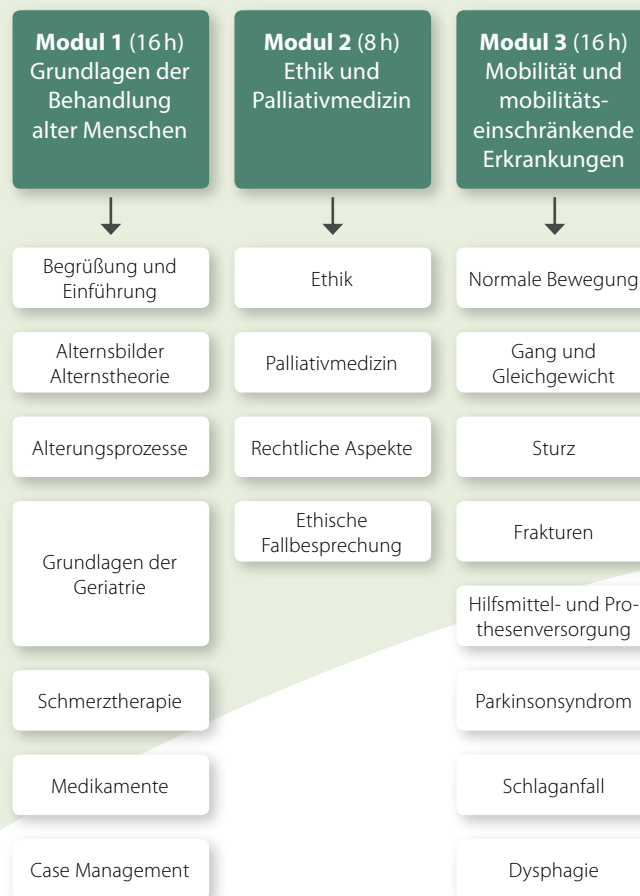 Modul 1 (16 h)
Grundlagen der
Behandlung
alter Menschen
Begrüßung und
Einführung
Alternsbilder
Alternstheorie
Alterungsprozesse
Grundlagen der
Geriatrie
Schmerztherapie
Medikamente
Case Management
Modul 2 (8 h)
Ethik und
Palliativmedizin
Ethik
Palliativmedizin
Rechtliche Aspekte
Ethische
Fallbesprechung
Modul 3 (16 h)
Mobilität und
mobilitäts-
einschränkende
Erkrankungen
Normale Bewegung
Gang und
Gleichgewicht
Sturz
Frakturen
Hilfsmittel- und Pro-
thesenversorgung
Parkinsonsyndrom
Schlaganfall
Dysphagie